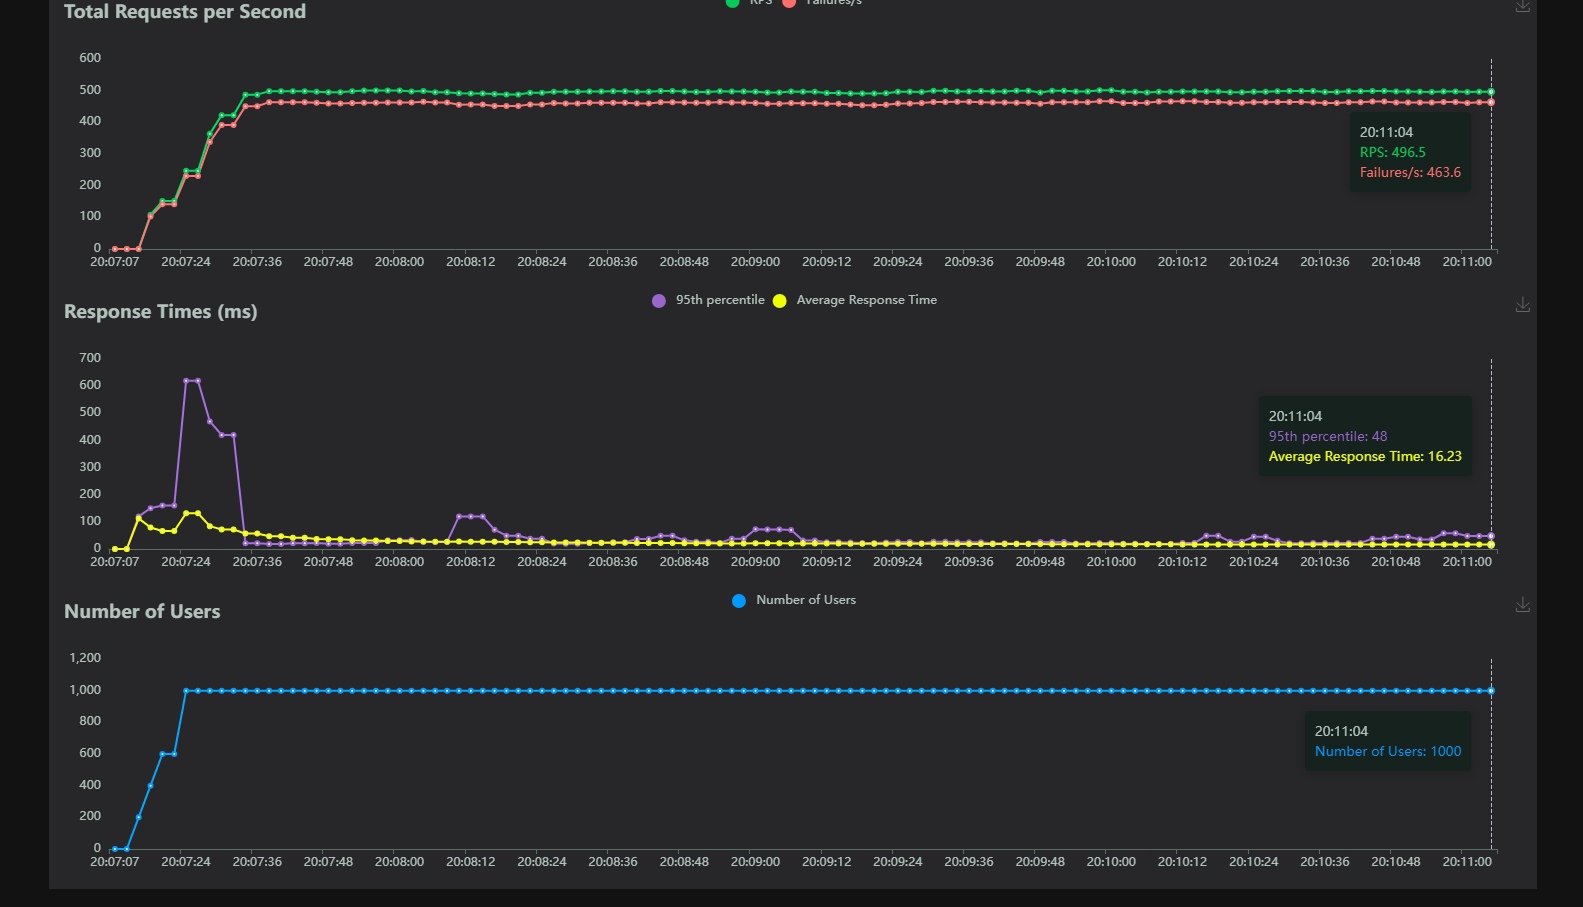 Total Requests per Second
RPS Failures/s
600
500
400
300
200
100
0
20:07:07 20:07:24 20:07:36 20:07:48 20:08:00 20:08:12 20:08:24 20:08:36 20:08:48 20:09:00 20:09:12 20:09:24 20:09:36 20:09:48 20:10:00 20:10:12 20:10:24 20:10:36 20:10:48 20:11:00
20:11:04
RPS: 496.5
Failures/s: 463.6
Response Times (ms)
95th percentile Average Response Time
700
600
500
400
300
200
100
0
20:07:07 20:07:24 20:07:36 20:07:48 20:08:00 20:08:12 20:08:24 20:08:36 20:08:48 20:09:00 20:09:12 20:09:24 20:09:36 20:09:48 20:10:00 20:10:12 20:10:24 20:10:36 20:10:48 20:11:00
20:11:04
95th percentile: 48
Average Response Time: 16.23
Number of Users
Number of Users
1,200
1,000
800
600
400
200
0
20:07:07 20:07:24 20:07:36 20:07:48 20:08:00 20:08:12 20:08:24 20:08:36 20:08:48 20:09:00 20:09:12 20:09:24 20:09:36 20:09:48 20:10:00 20:10:12 20:10:24 20:10:36 20:10:48 20:11:00
20:11:04
Number of Users: 1000